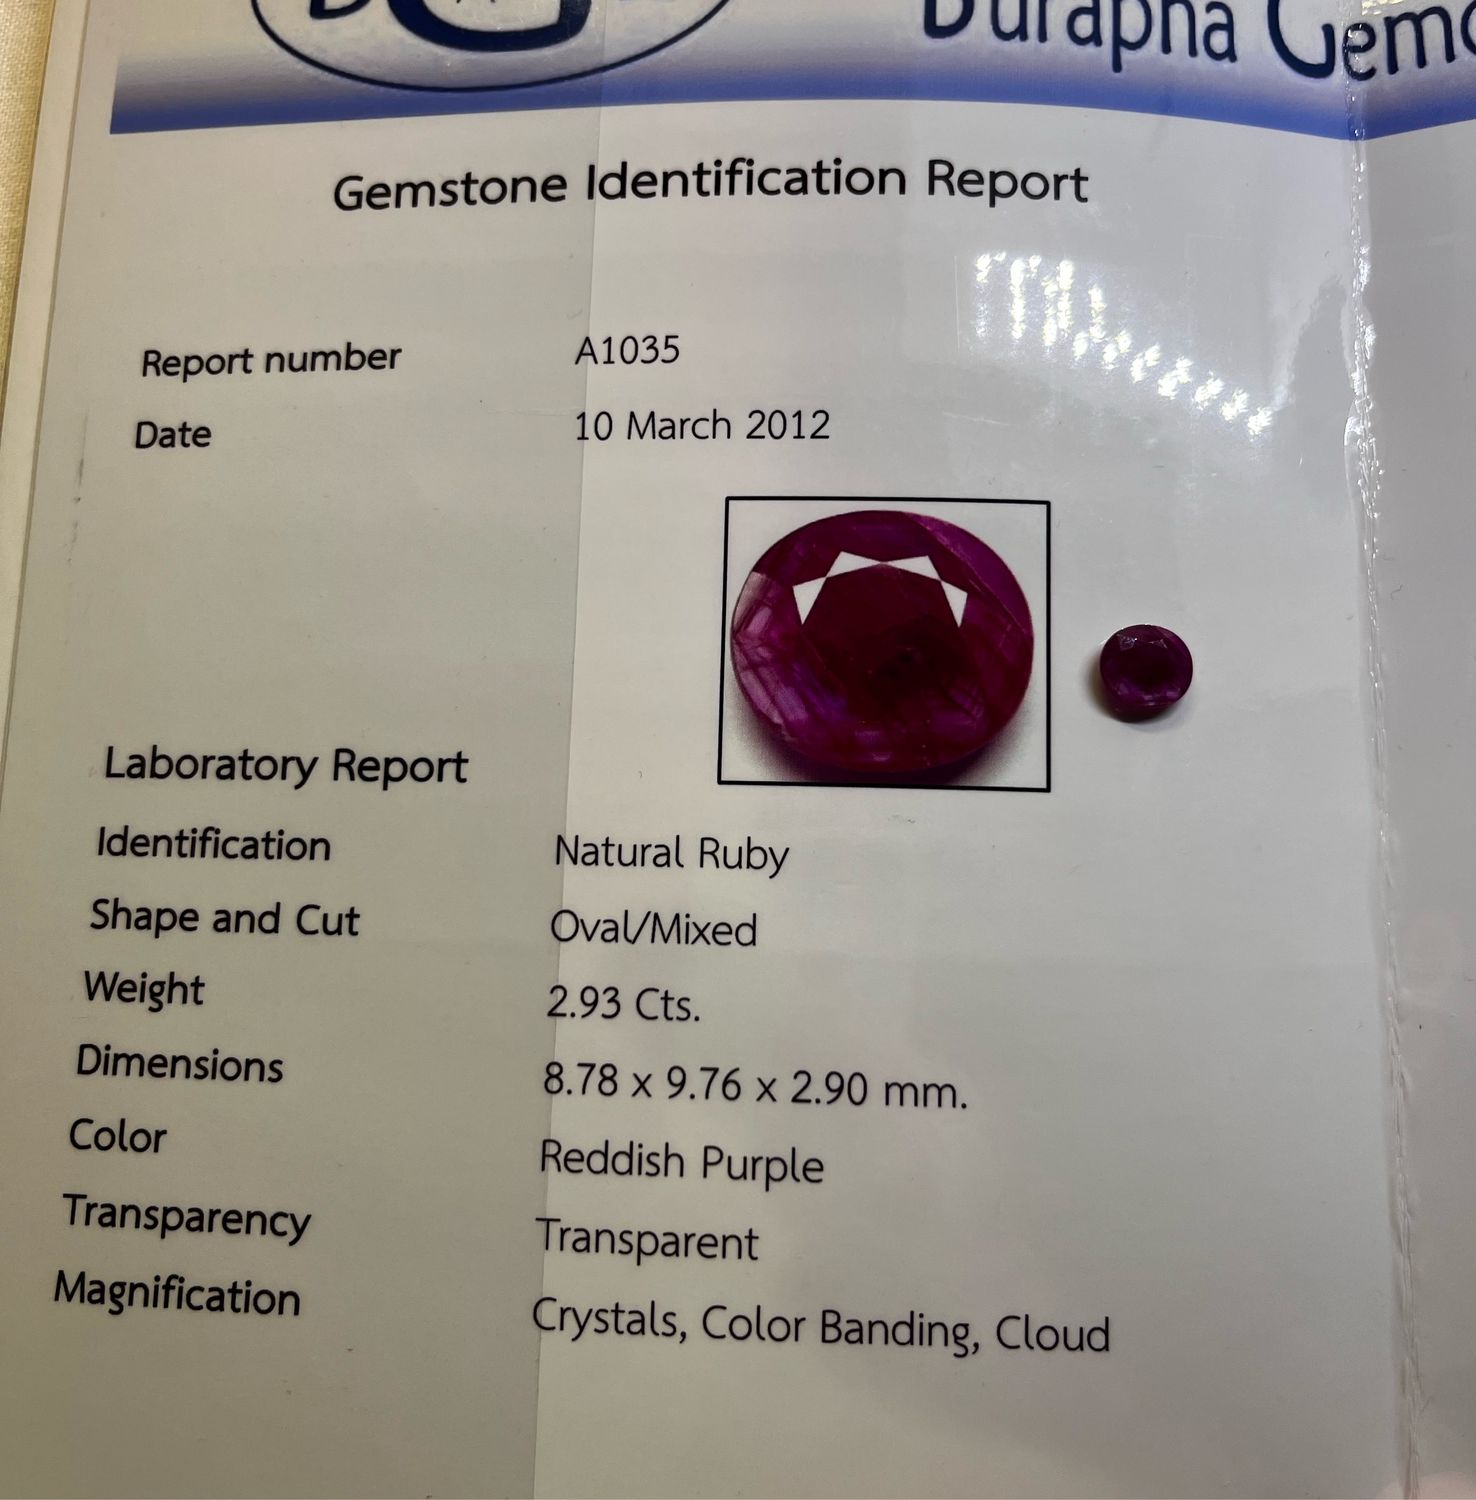 Burapha
Gemstone Identification Report
Report number A1035
Date 10 March 2012
Laboratory Report
Identification Natural Ruby
Shape and Cut Oval/Mixed
Weight 2.93 Cts.
Dimensions 8.78 x 9.76 x 2.90 mm.
Color Reddish Purple
Transparency Transparent
Magnification Crystals, Color Banding, Cloud